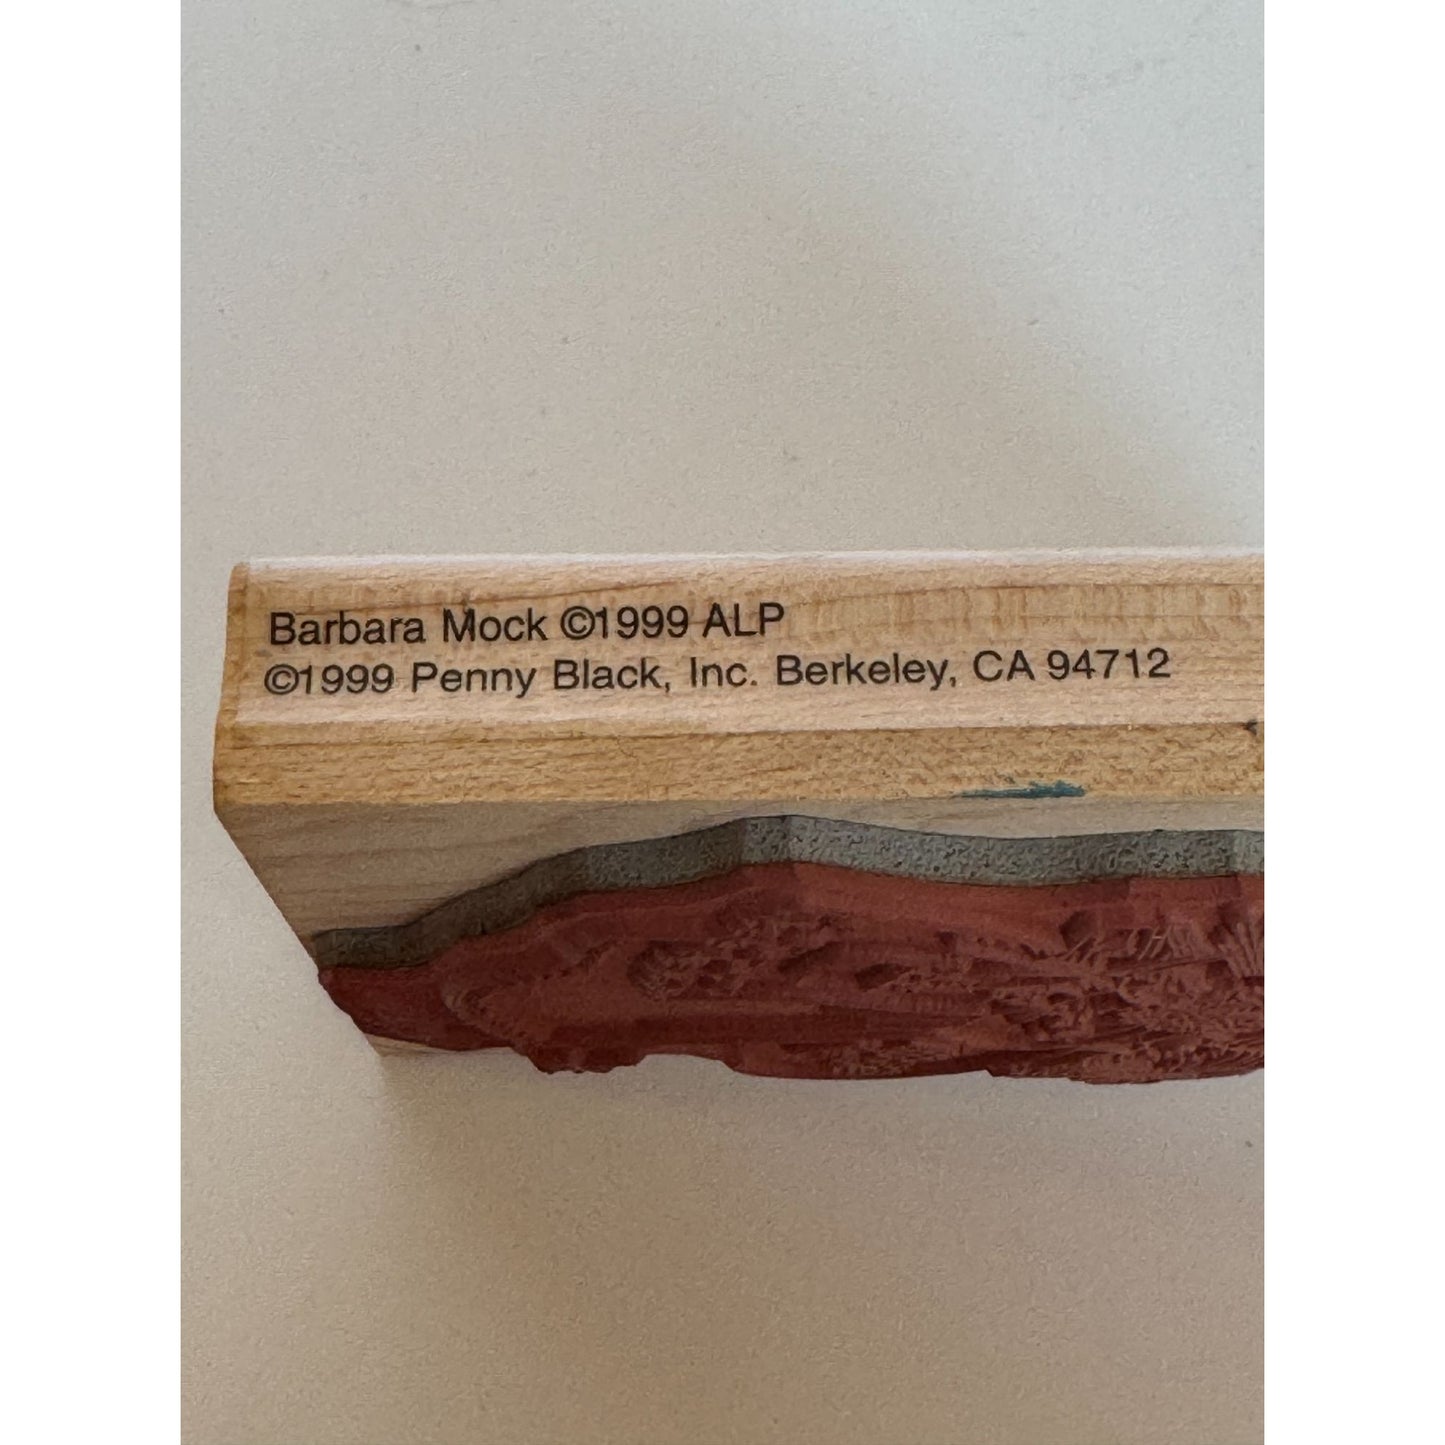 Barbara Mock ©1999 ALP
©1999 Penny Black, Inc. Berkeley, CA 94712